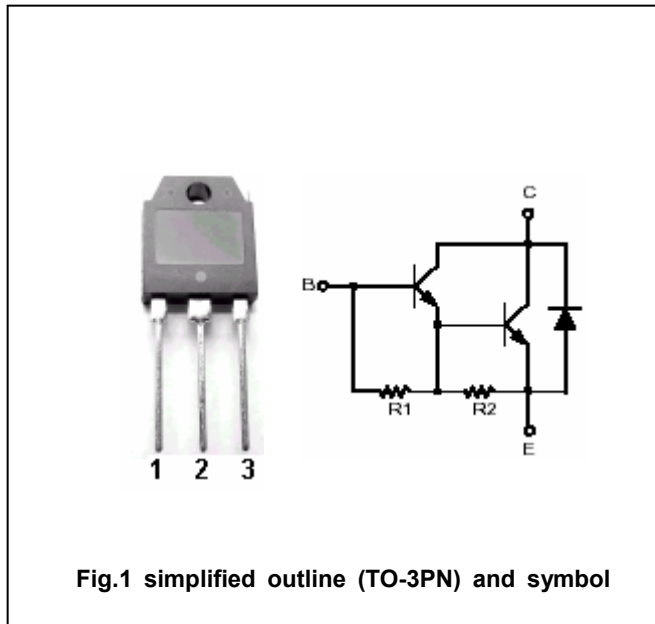 C
B
R1 R2
E
1 2 3
Fig.1 simplified outline (TO-3PN) and symbol